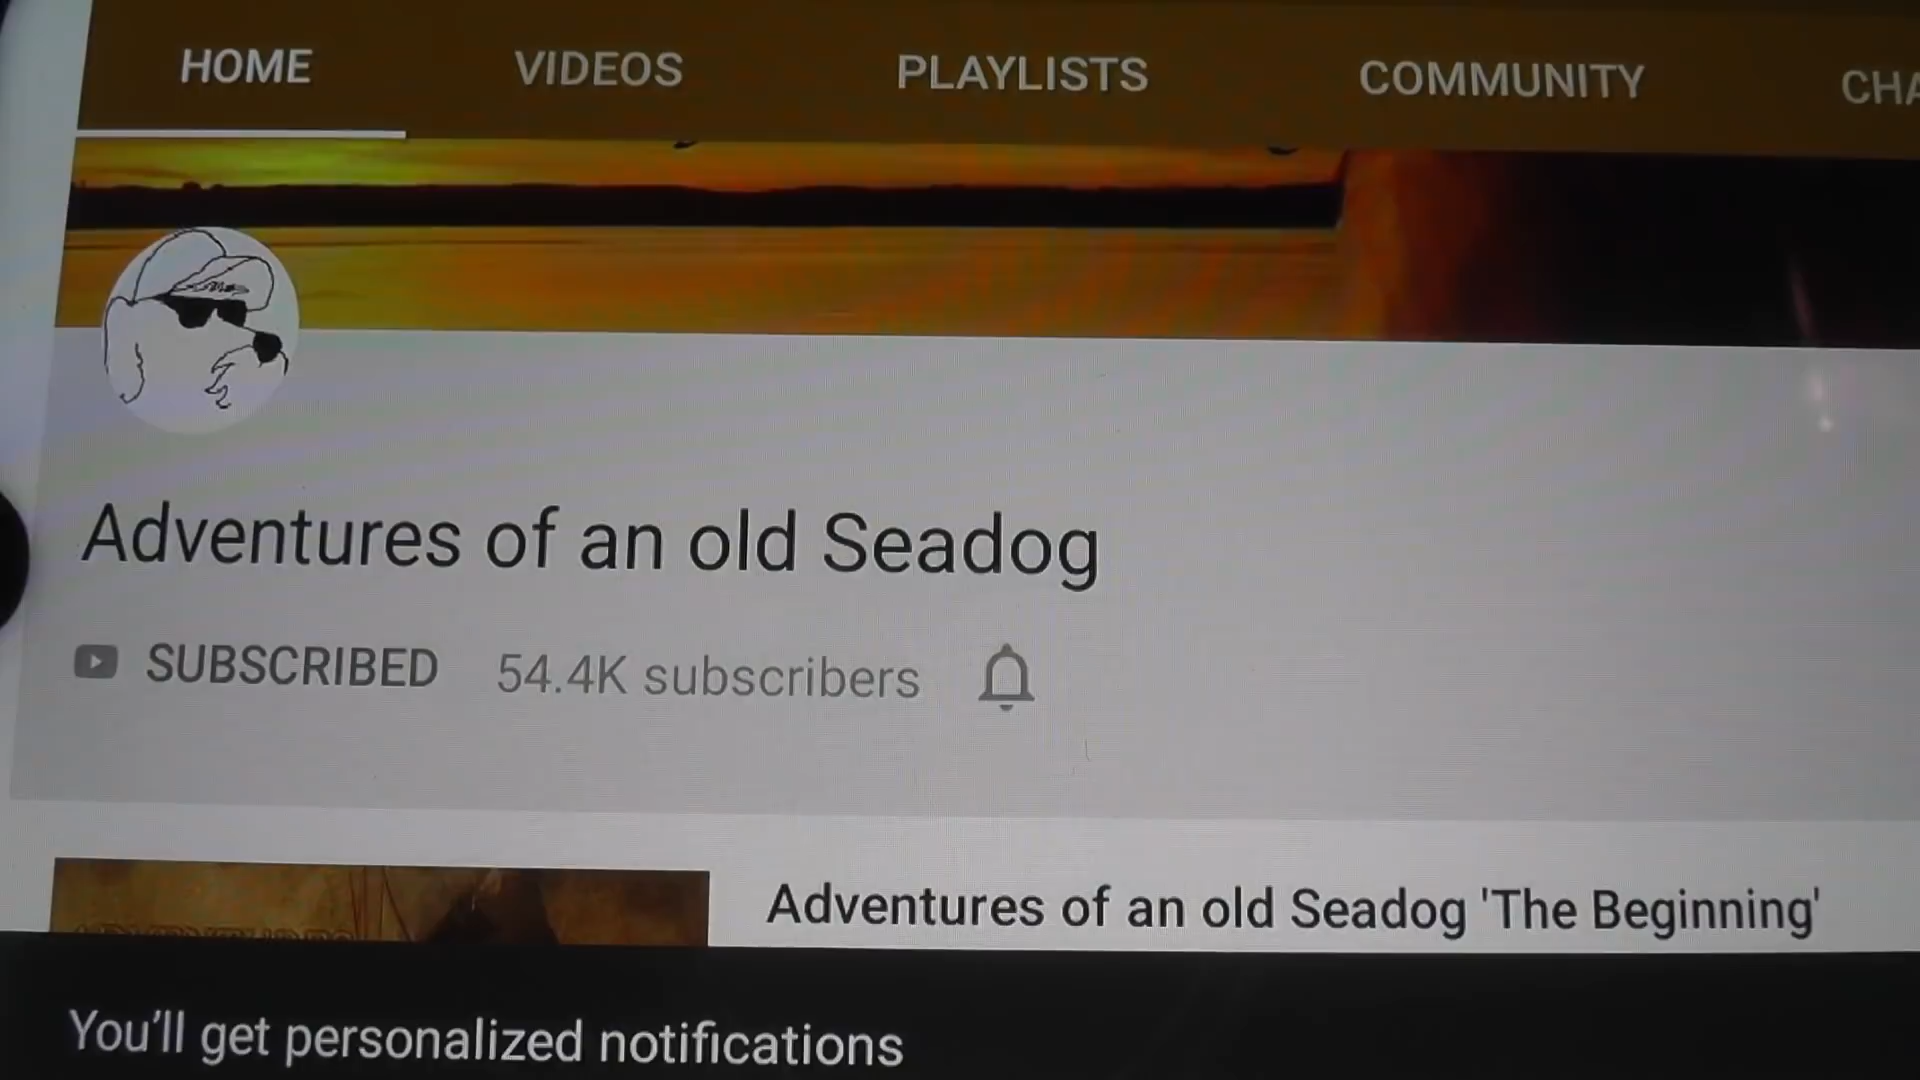 HOME VIDEOS PLAYLISTS COMMUNITY CHA
Adventures of an old Seadog
SUBSCRIBED 54.4K subscribers
Adventures of an old Seadog 'The Beginning'
You'll get personalized notifications